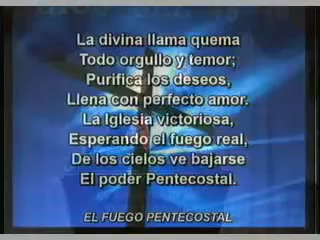 La divina llama quema
Todo orgullo y temor;
Purifica los deseos,
Llena con perfecto amor.
La Iglesia victoriosa,
Esperando el fuego real,
De los cielos ve bajarse
El poder Pentecostal.
EL FUEGO PENTECOSTAL